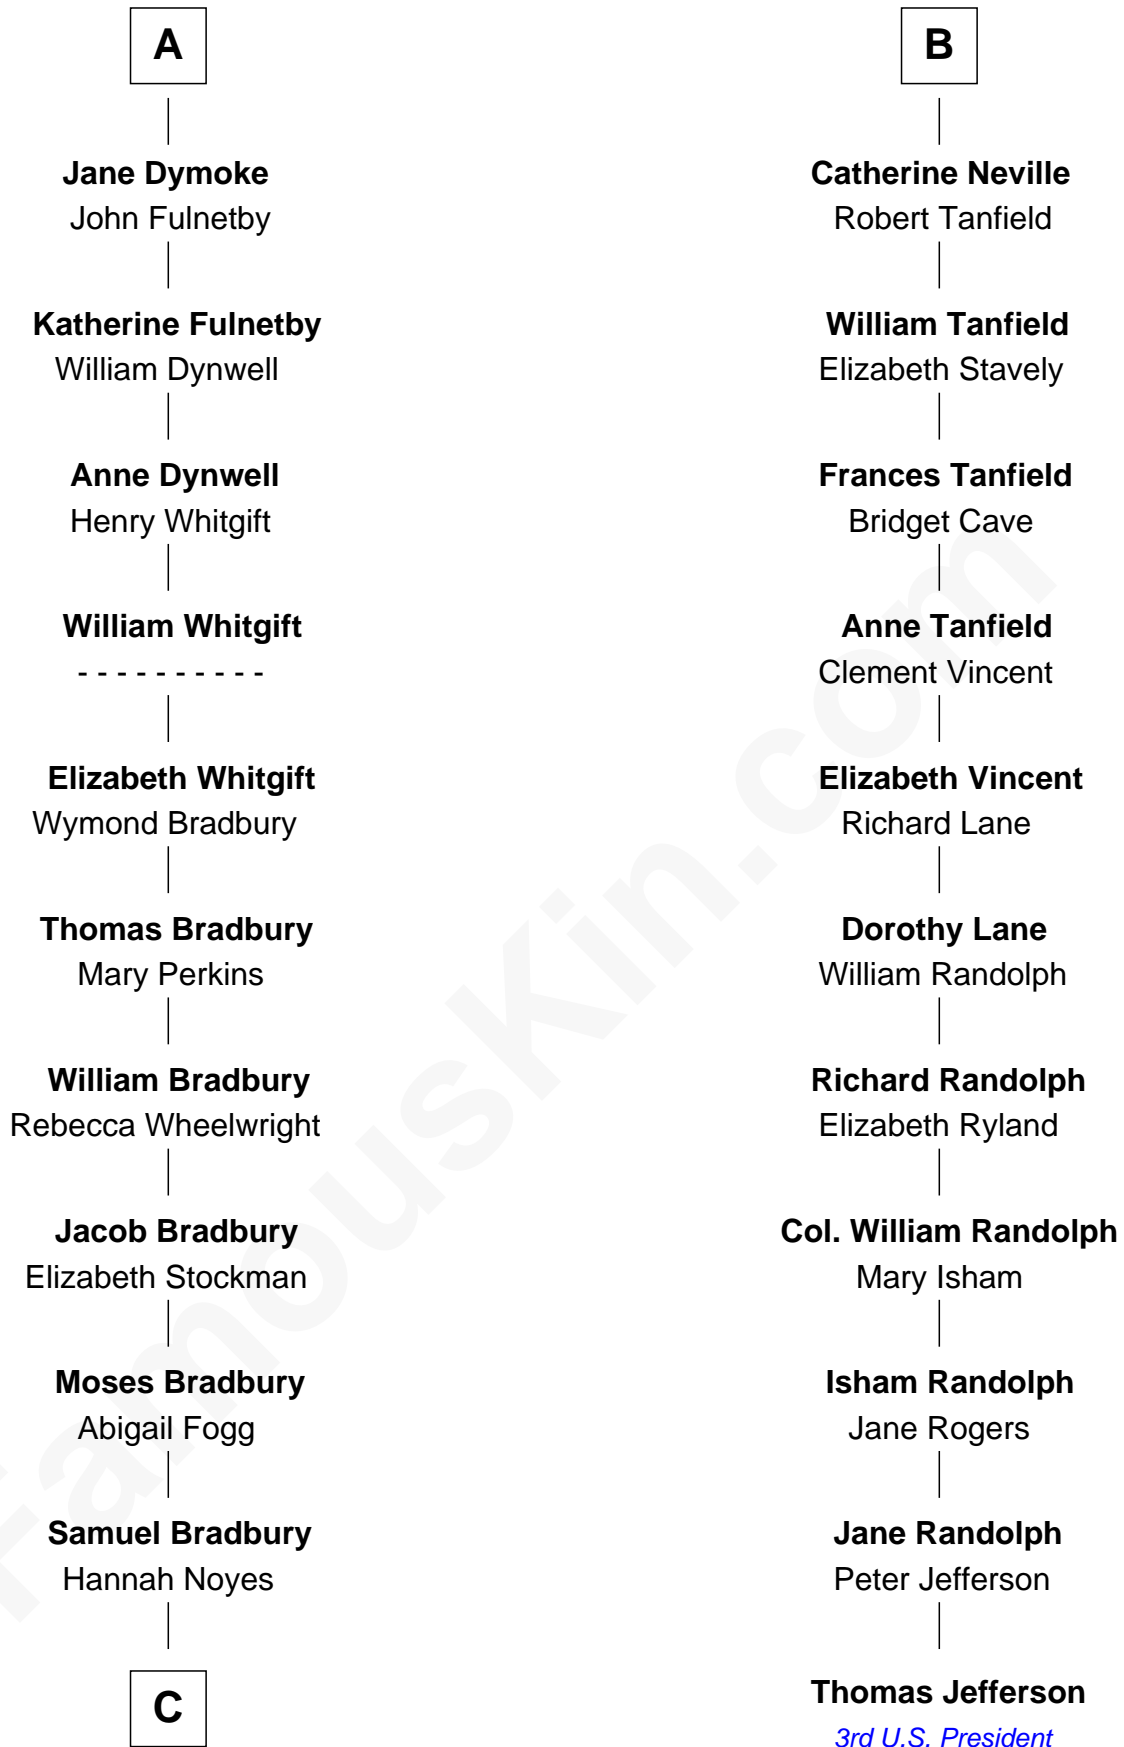 A
Jane Dymoke
John Fulnetby
Katherine Fulnetby
William Dynwell
Anne Dynwell
Henry Whitgift
William Whitgift
- - - - - - - - - -
Elizabeth Whitgift
Wymond Bradbury
Thomas Bradbury
Mary Perkins
William Bradbury
Rebecca Wheelwright
Jacob Bradbury
Elizabeth Stockman
Moses Bradbury
Abigail Fogg
Samuel Bradbury
Hannah Noyes
C
B
Catherine Neville
Robert Tanfield
William Tanfield
Elizabeth Stavely
Frances Tanfield
Bridget Cave
Anne Tanfield
Clement Vincent
Elizabeth Vincent
Richard Lane
Dorothy Lane
William Randolph
Richard Randolph
Elizabeth Ryland
Col. William Randolph
Mary Isham
Isham Randolph
Jane Rogers
Jane Randolph
Peter Jefferson
Thomas Jefferson
3rd U.S. President
FamousKin.com